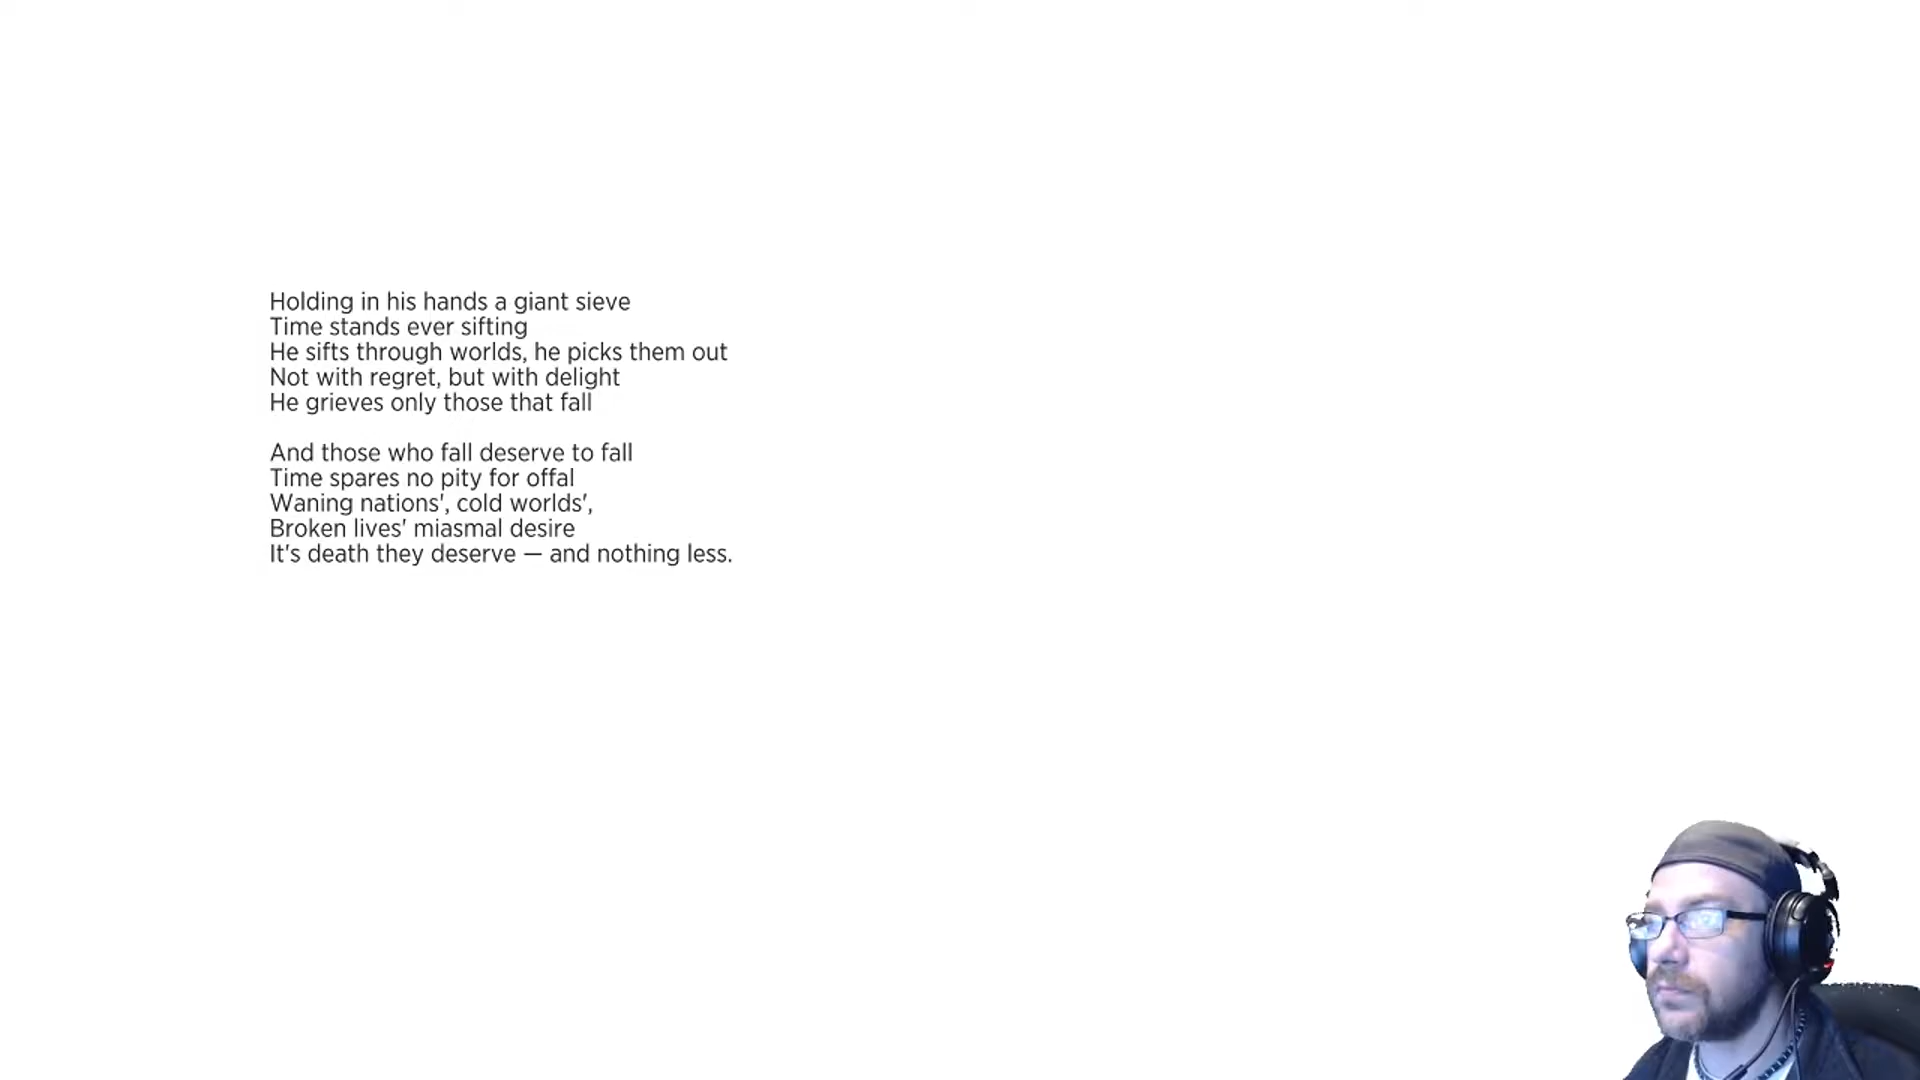 Holding in his hands a giant sieve
Time stands ever sifting
He sifts through worlds, he picks them out
Not with regret, but with delight
He grieves only those that fall
And those who fall deserve to fall
Time spares no pity for offal
Waning nations', cold worlds',
Broken lives' miasmal desire
It's death they deserve — and nothing less.